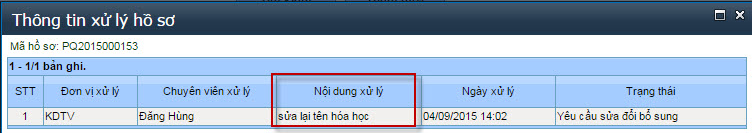 Thông tin xử lý hồ sơ
Mã hồ sơ: PQ2015000153
1 - 1/1 bản ghi.
STT Đơn vị xử lý Chuyên viên xử lý Nội dung xử lý Ngày xử lý Trạng thái
1 KDTV Đăng Hùng sửa lại tên hóa học 04/09/2015 14:02 Yêu cầu sửa đổi bổ sung